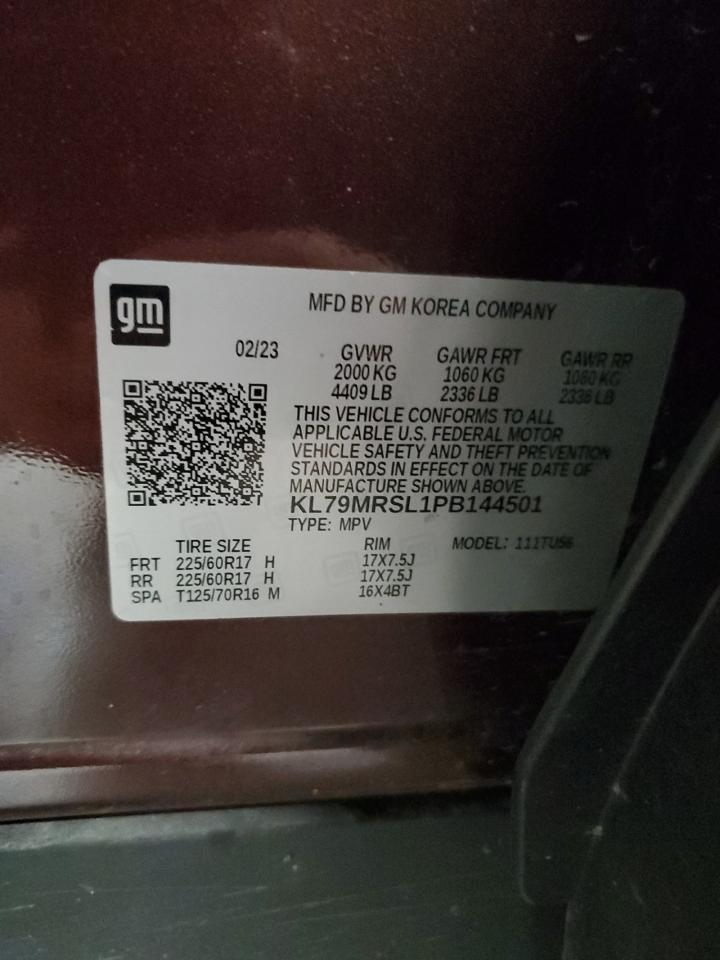 gm
MFD BY GM KOREA COMPANY
02/23 GVWR GAWR FRT GAWR RR
2000 KG 1060 KG 1060 KG
4409 LB 2336 LB 2336 LB
THIS VEHICLE CONFORMS TO ALL
APPLICABLE U.S. FEDERAL MOTOR
VEHICLE SAFETY AND THEFT PREVENTION
STANDARDS IN EFFECT ON THE DATE OF
MANUFACTURE SHOWN ABOVE.
KL79MRSL1PB144501
TYPE: MPV
TIRE SIZE RIM MODEL: 111TU56
FRT 225/60R17 H 17X7.5J
RR 225/60R17 H 17X7.5J
SPA T125/70R16 M 16X4BT